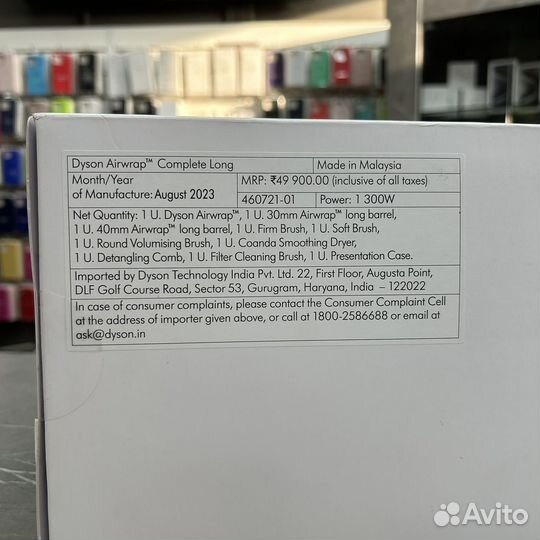 Dyson Airwrap™ Complete Long Made in Malaysia
Month/Year
of Manufacture: August 2023
MRP: ₹49 900.00 (inclusive of all taxes)
460721-01 Power: 1 300W
Net Quantity: 1 U. Dyson Airwrap™, 1 U. 30mm Airwrap™ long barrel,
1 U. 40mm Airwrap™ long barrel, 1 U. Firm Brush, 1 U. Soft Brush,
1 U. Round Volumising Brush, 1 U. Coanda Smoothing Dryer,
1 U. Detangling Comb, 1 U. Filter Cleaning Brush, 1 U. Presentation Case.
Imported by Dyson Technology India Pvt. Ltd. 22, First Floor, Augusta Point,
DLF Golf Course Road, Sector 53, Gurugram, Haryana, India – 122022
In case of consumer complaints, please contact the Consumer Complaint Cell
at the address of importer given above, or call at 1800-2586688 or email at
ask@dyson.in
Avito